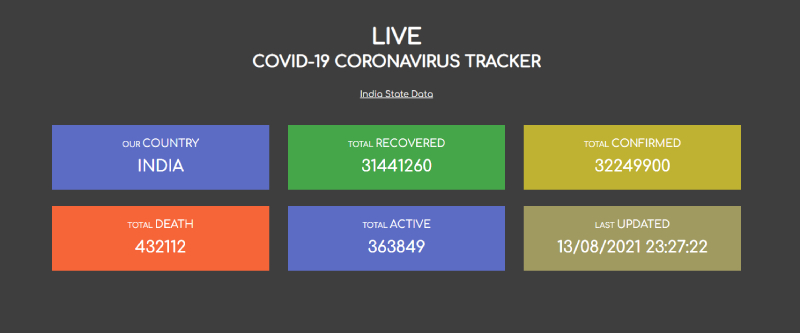 LIVE
COVID-19 CORONAVIRUS TRACKER
India State Data
OUR COUNTRY
INDIA
TOTAL RECOVERED
31441260
TOTAL CONFIRMED
32249900
TOTAL DEATH
432112
TOTAL ACTIVE
363849
LAST UPDATED
13/08/2021 23:27:22